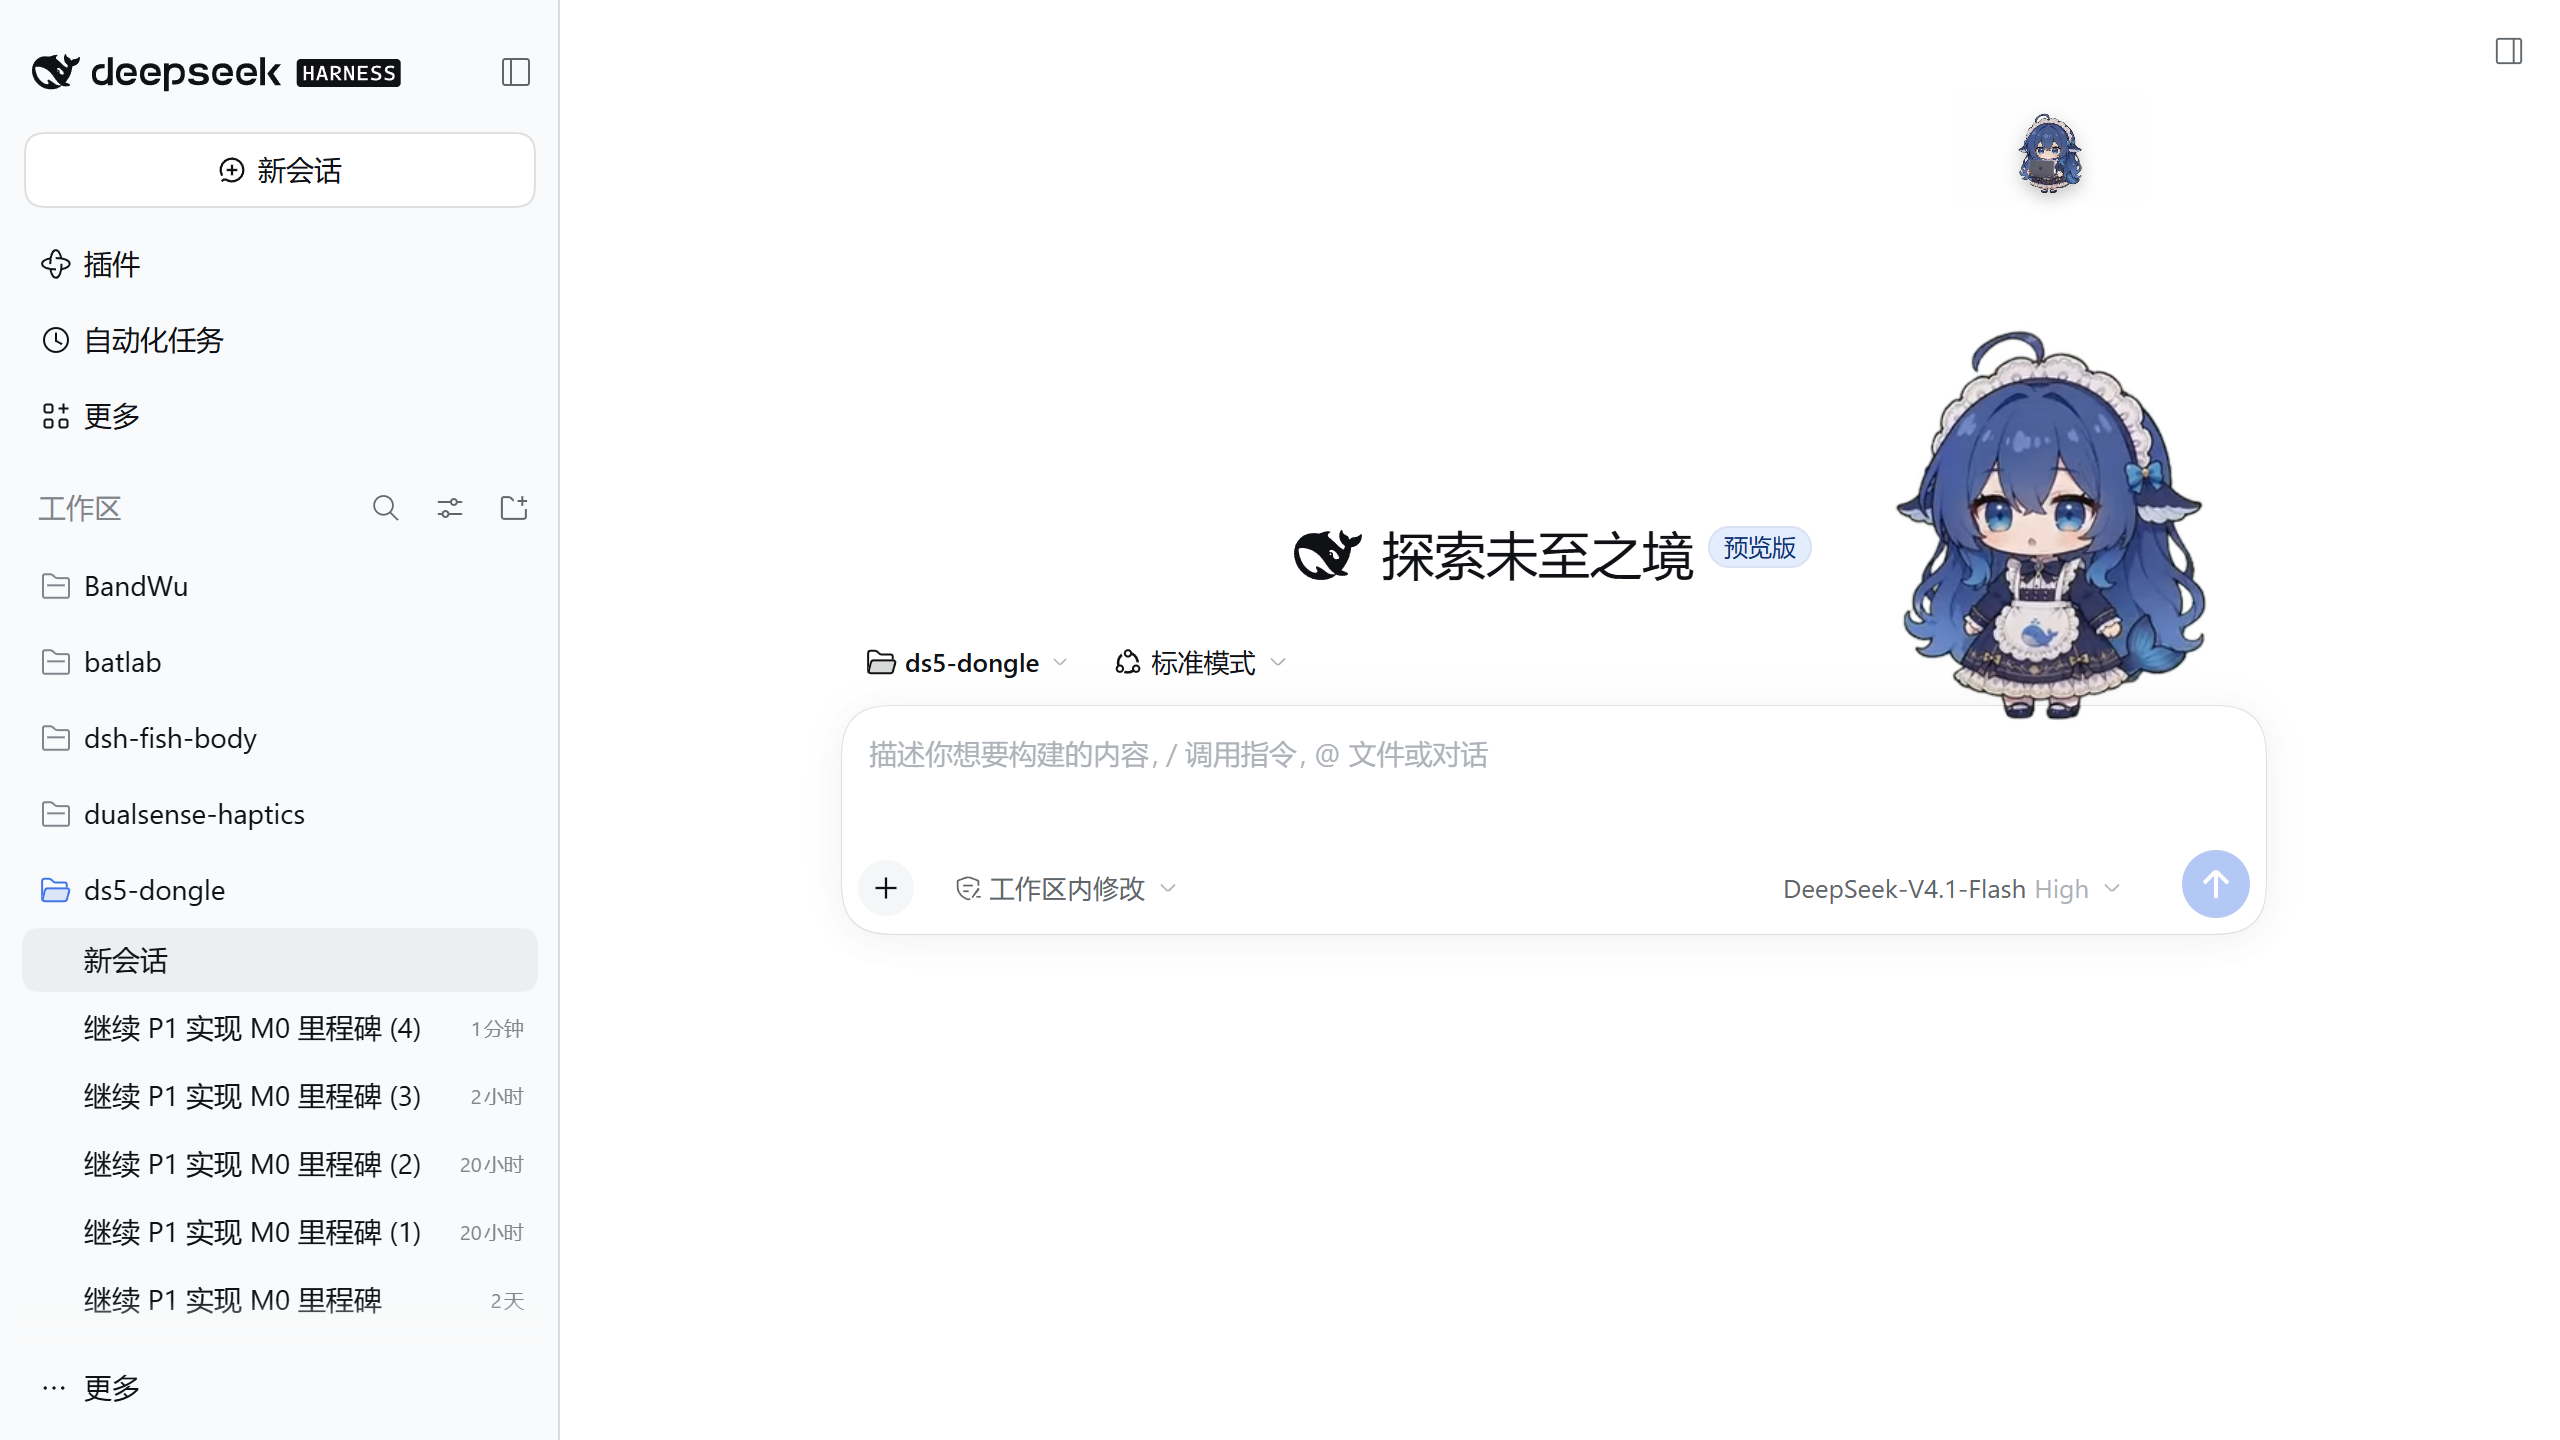 deepseek HARNESS
新会话
插件
自动化任务
更多
工作区
BandWu
batlab
dsh-fish-body
dualsense-haptics
ds5-dongle
新会话
继续 P1 实现 M0 里程碑 (4) 1分钟
继续 P1 实现 M0 里程碑 (3) 2小时
继续 P1 实现 M0 里程碑 (2) 20小时
继续 P1 实现 M0 里程碑 (1) 20小时
继续 P1 实现 M0 里程碑 2天
更多
探索未至之境 预览版
ds5-dongle 标准模式
描述你想要构建的内容, / 调用指令, @ 文件或对话
工作区内修改 DeepSeek-V4.1-Flash High